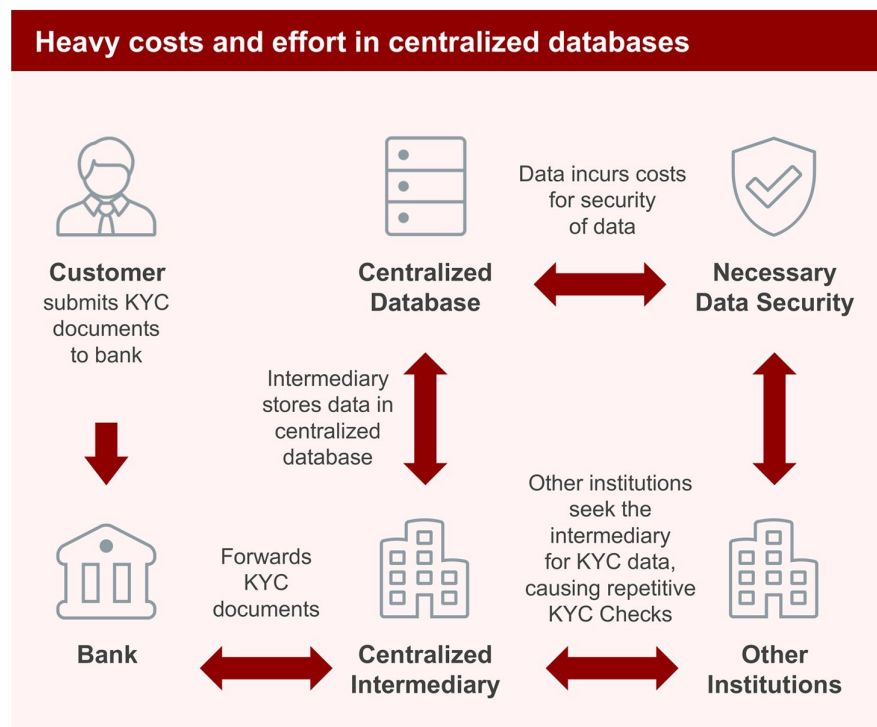 Heavy costs and effort in centralized databases
Customer
submits KYC
documents
to bank
Centralized
Database
Data incurs costs
for security
of data
Necessary
Data Security
Intermediary
stores data in
centralized
database
Other institutions
seek the
intermediary
for KYC data,
causing repetitive
KYC Checks
Forwards
KYC
documents
Bank
Centralized
Intermediary
Other
Institutions